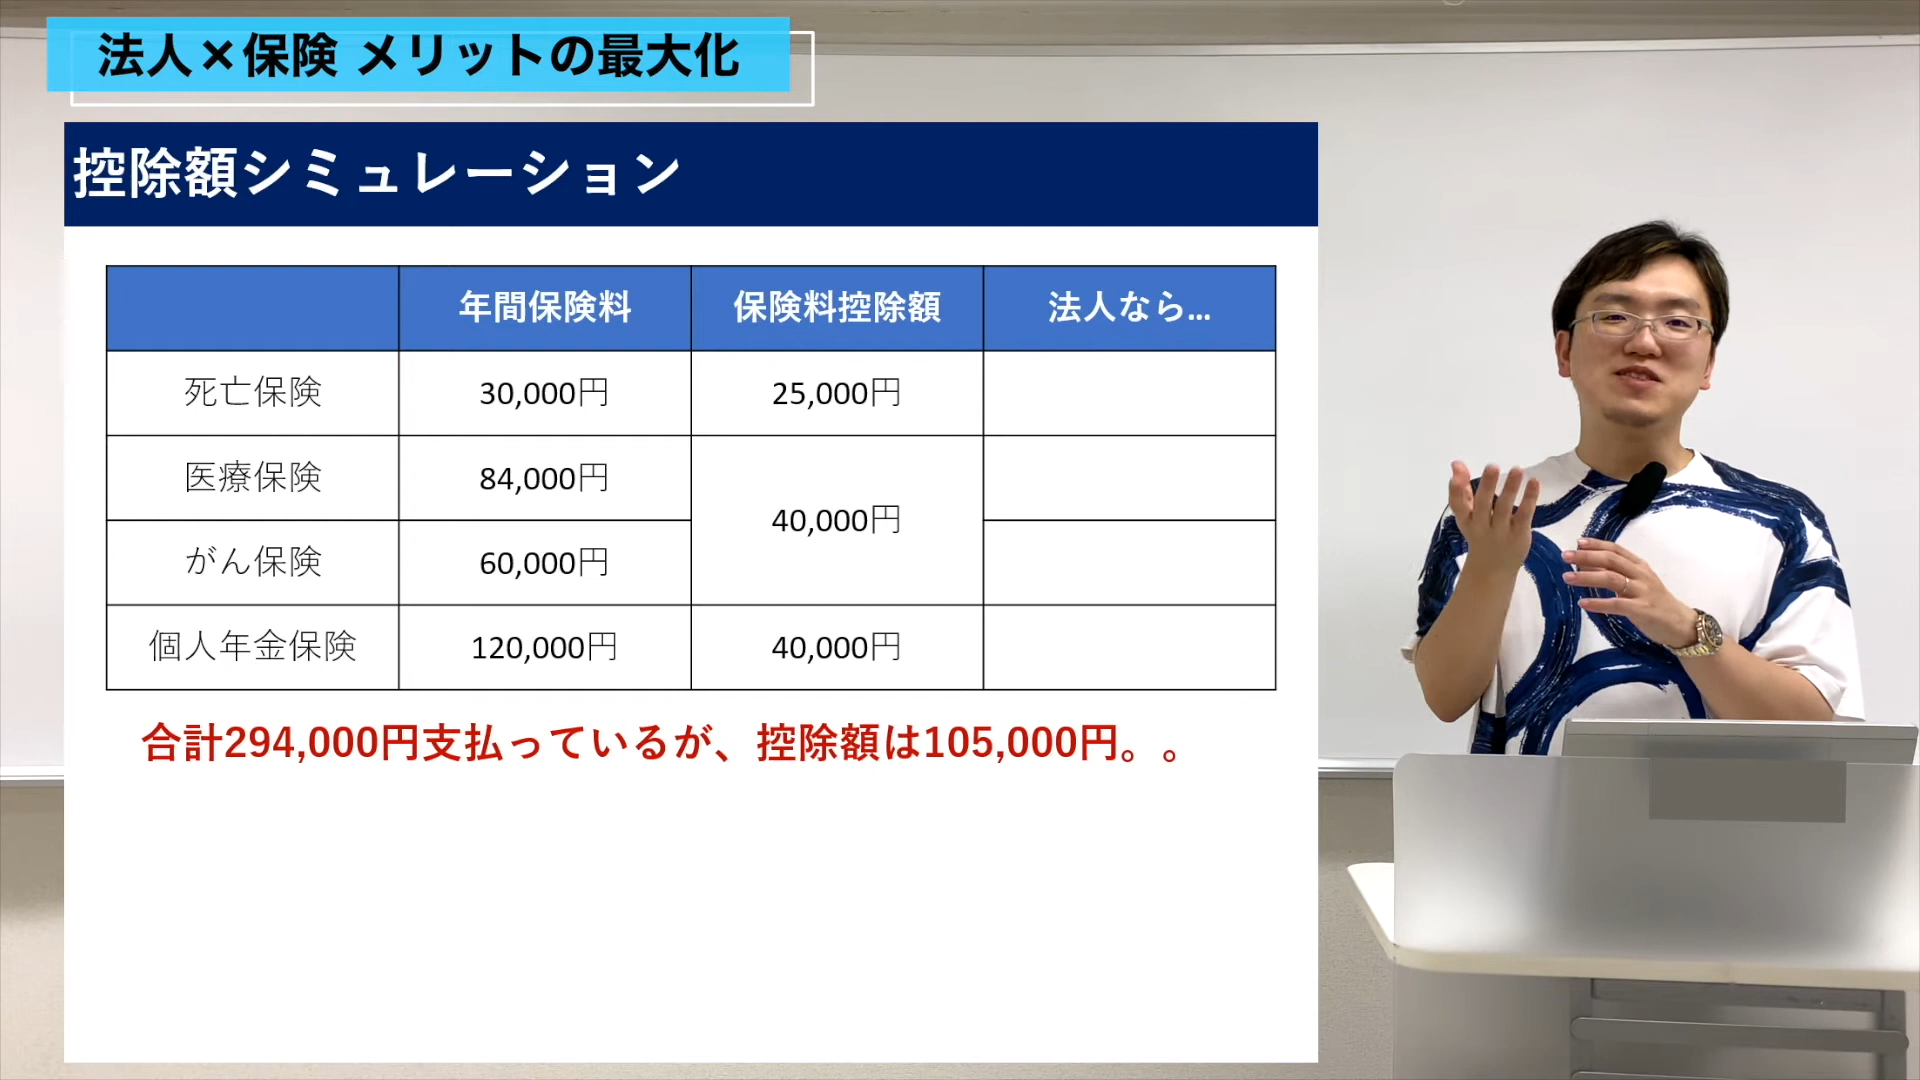 法人×保険 メリットの最大化
控除額シミュレーション
年間保険料 保険料控除額 法人なら...
死亡保険 30,000円 25,000円
医療保険 84,000円
40,000円
がん保険 60,000円
個人年金保険 120,000円 40,000円
合計294,000円支払っているが、控除額は105,000円。。